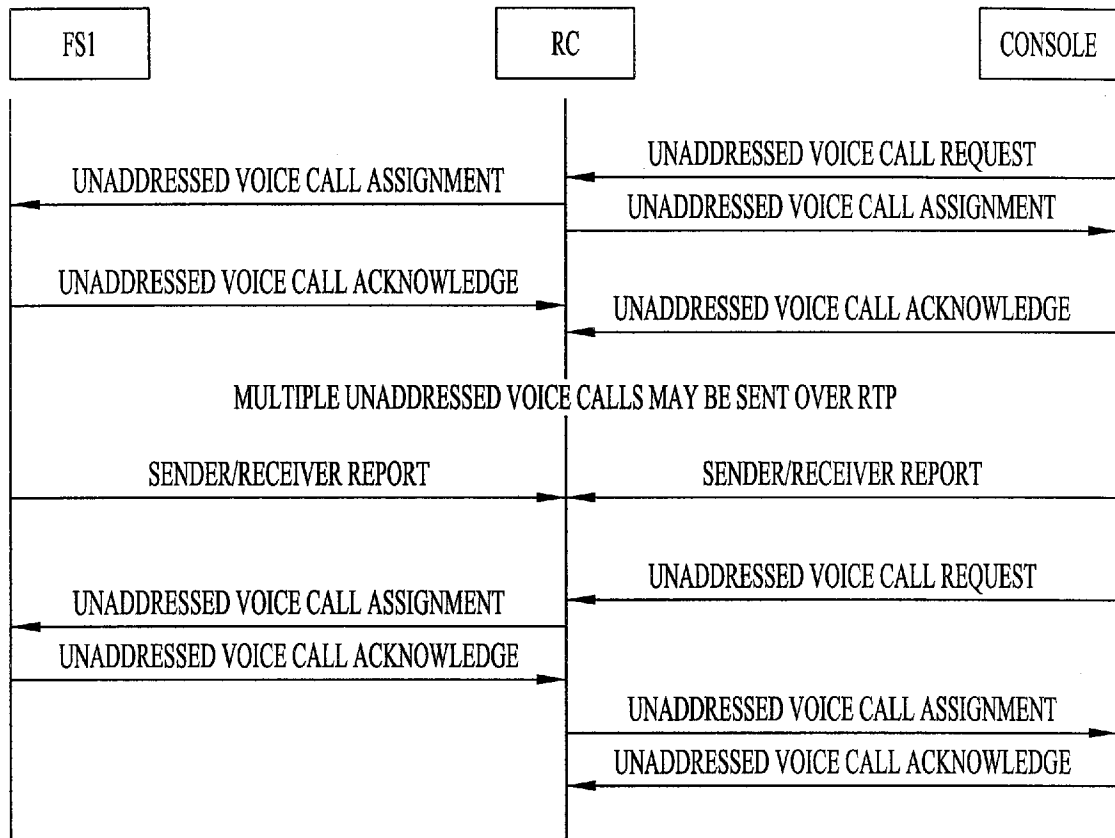 FS1
RC
CONSOLE
UNADDRESSED VOICE CALL REQUEST
UNADDRESSED VOICE CALL ASSIGNMENT
UNADDRESSED VOICE CALL ASSIGNMENT
UNADDRESSED VOICE CALL ACKNOWLEDGE
UNADDRESSED VOICE CALL ACKNOWLEDGE
MULTIPLE UNADDRESSED VOICE CALLS MAY BE SENT OVER RTP
SENDER/RECEIVER REPORT
SENDER/RECEIVER REPORT
UNADDRESSED VOICE CALL REQUEST
UNADDRESSED VOICE CALL ASSIGNMENT
UNADDRESSED VOICE CALL ACKNOWLEDGE
UNADDRESSED VOICE CALL ASSIGNMENT
UNADDRESSED VOICE CALL ACKNOWLEDGE